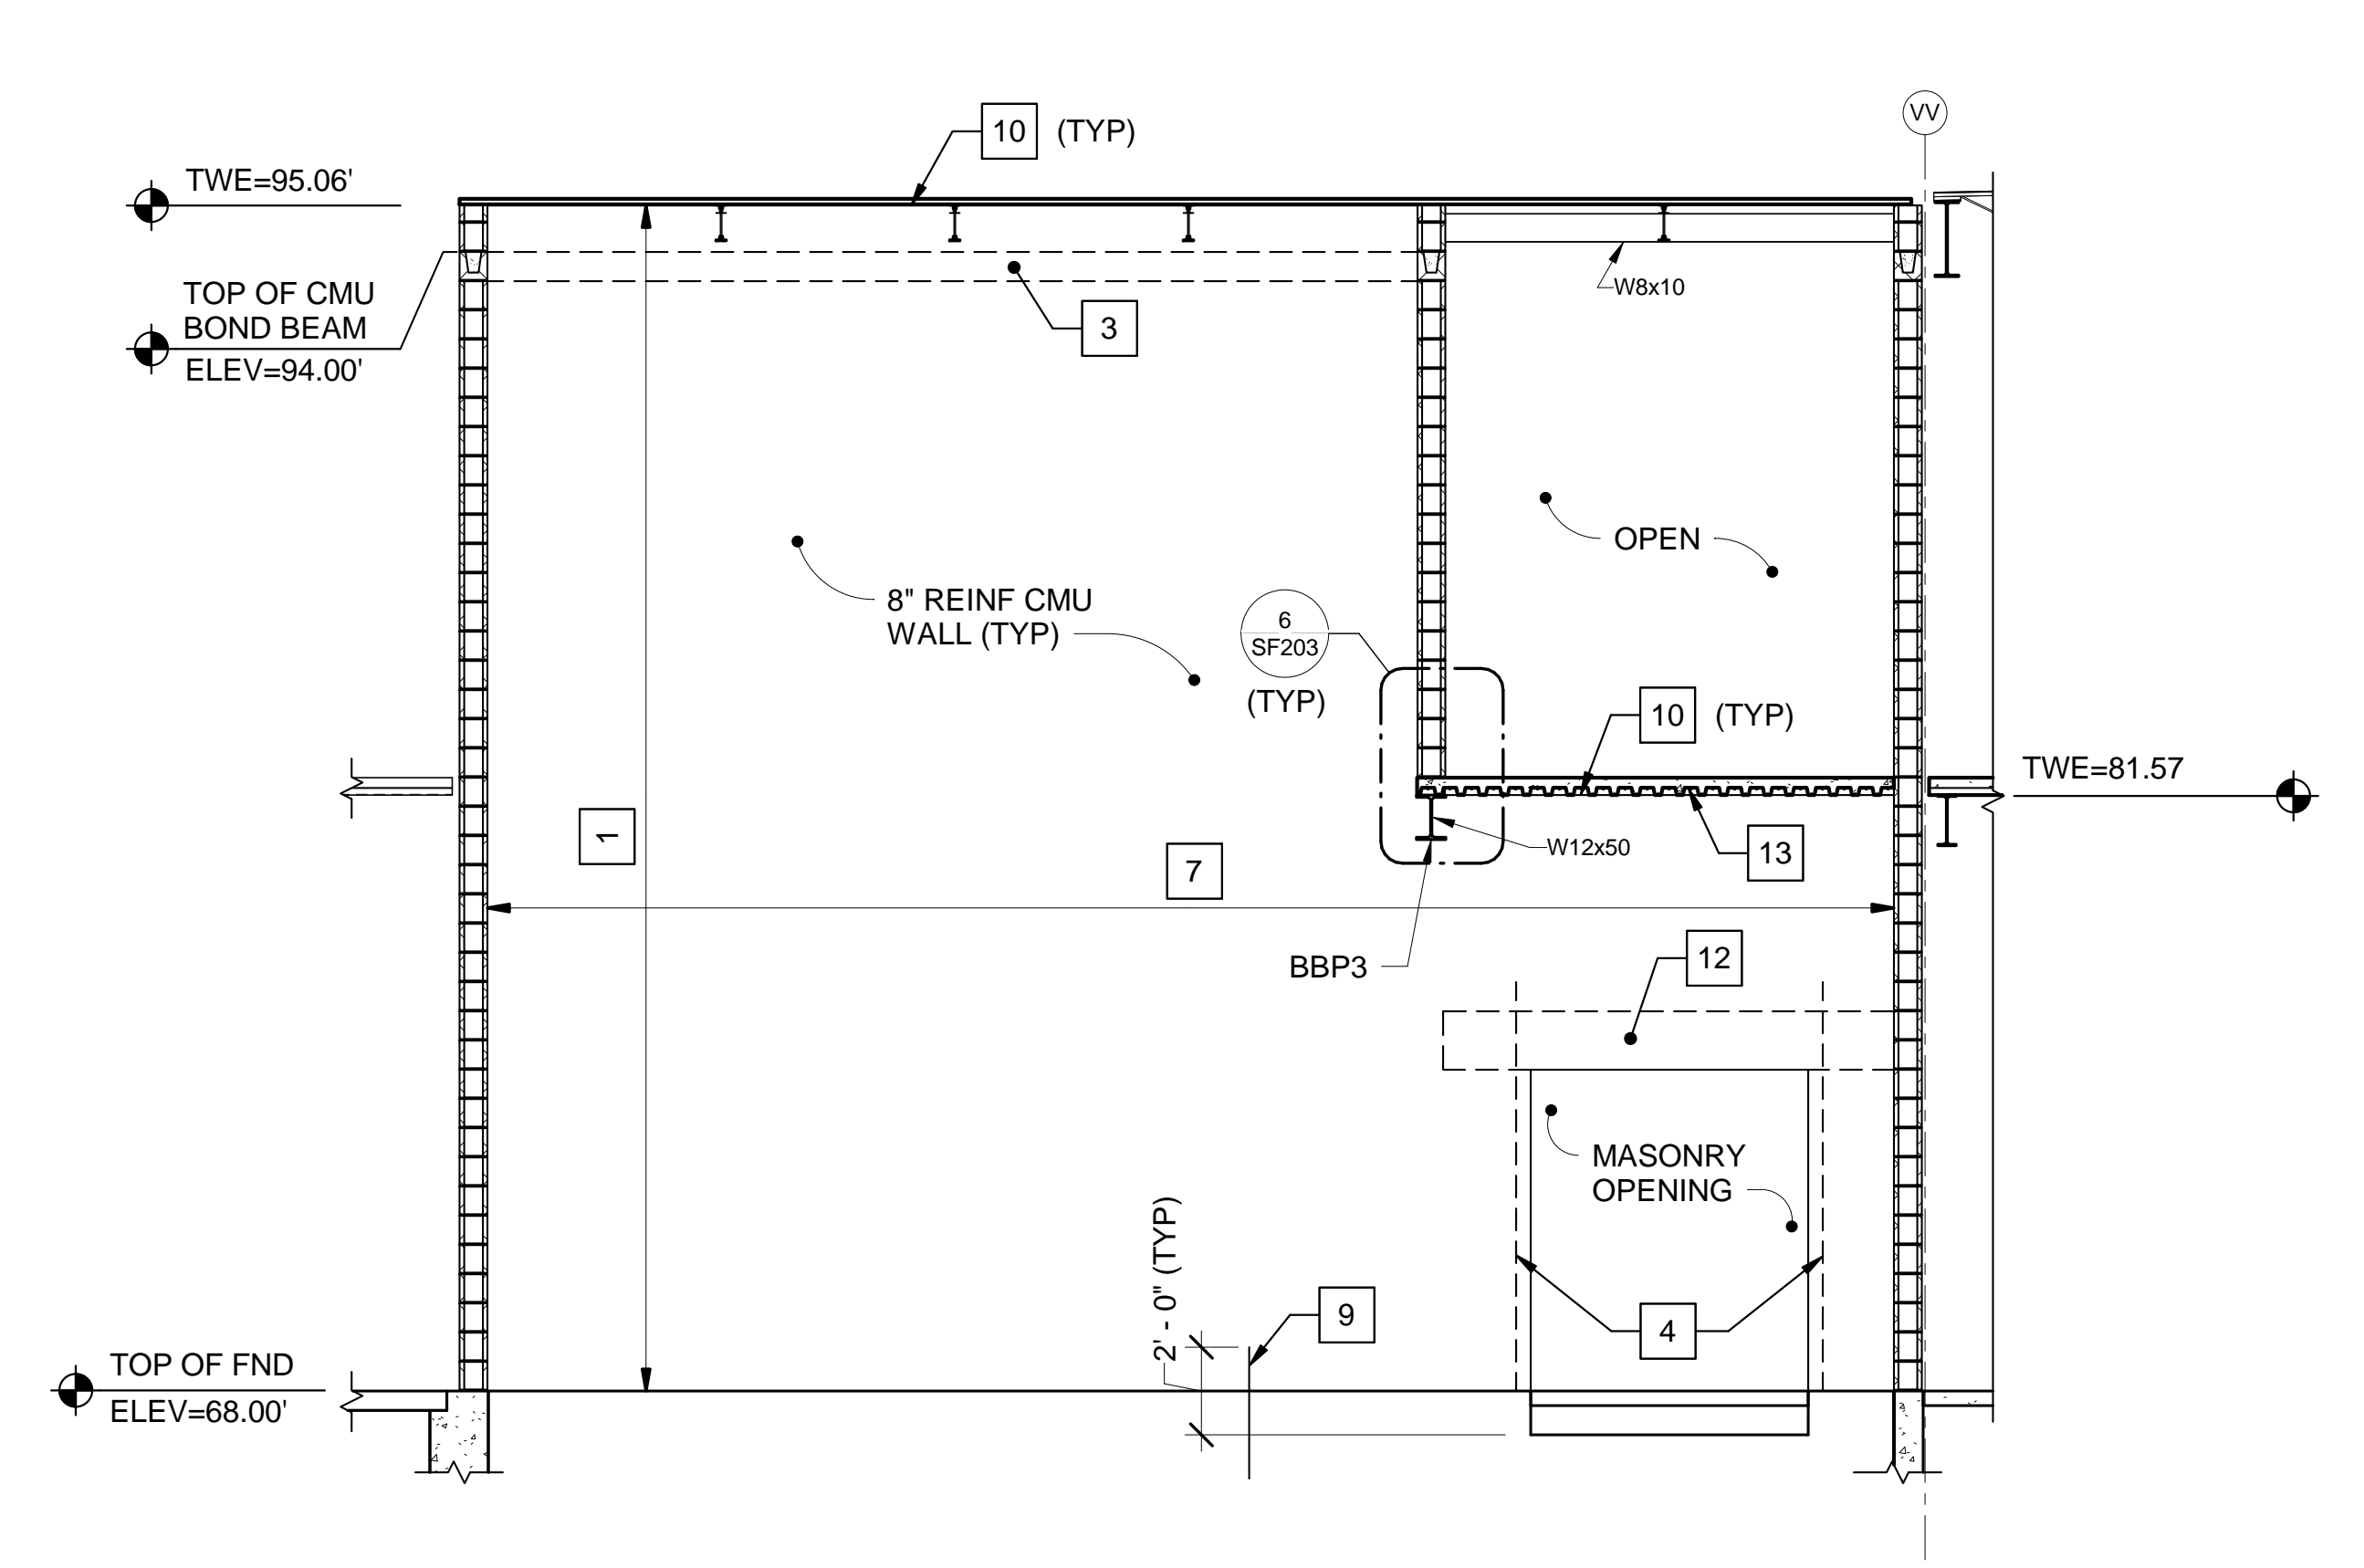 VV
10 (TYP)
TWE=95.06'
TOP OF CMU
BOND BEAM
ELEV=94.00'
W8x10
3
OPEN
8" REINF CMU
WALL (TYP)
6
SF203
(TYP)
10 (TYP)
TWE=81.57
1
7
W12x50
13
BBP3
12
MASONRY
OPENING
2' - 0" (TYP)
9
4
TOP OF FND
ELEV=68.00'